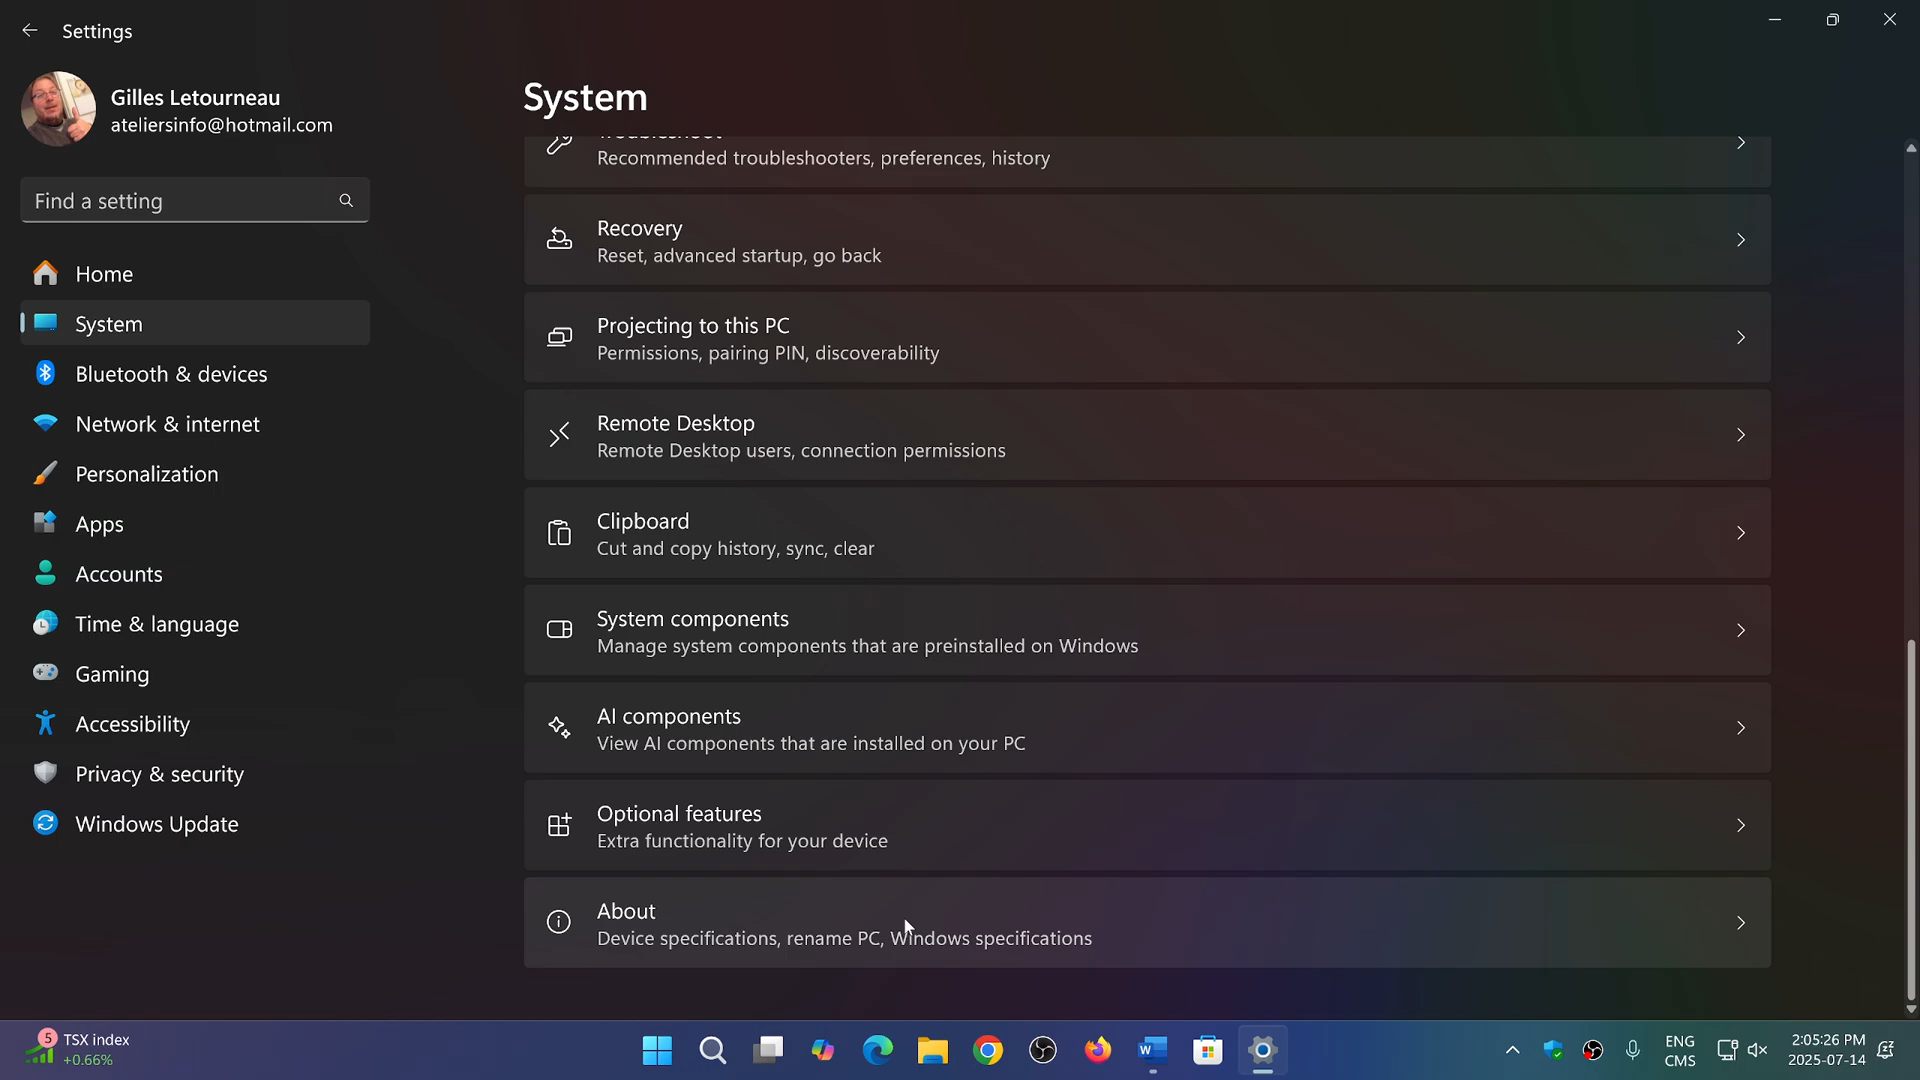 Settings
Gilles Letourneau
ateliersinfo@hotmail.com
Find a setting
Home
System
Bluetooth & devices
Network & internet
Personalization
Apps
Accounts
Time & language
Gaming
Accessibility
Privacy & security
Windows Update
System
Troubleshoot
Recommended troubleshooters, preferences, history
Recovery
Reset, advanced startup, go back
Projecting to this PC
Permissions, pairing PIN, discoverability
Remote Desktop
Remote Desktop users, connection permissions
Clipboard
Cut and copy history, sync, clear
System components
Manage system components that are preinstalled on Windows
AI components
View AI components that are installed on your PC
Optional features
Extra functionality for your device
About
Device specifications, rename PC, Windows specifications
5
TSX index
+0.66%
W
ENG
CMS
2:05:26 PM
2025-07-14